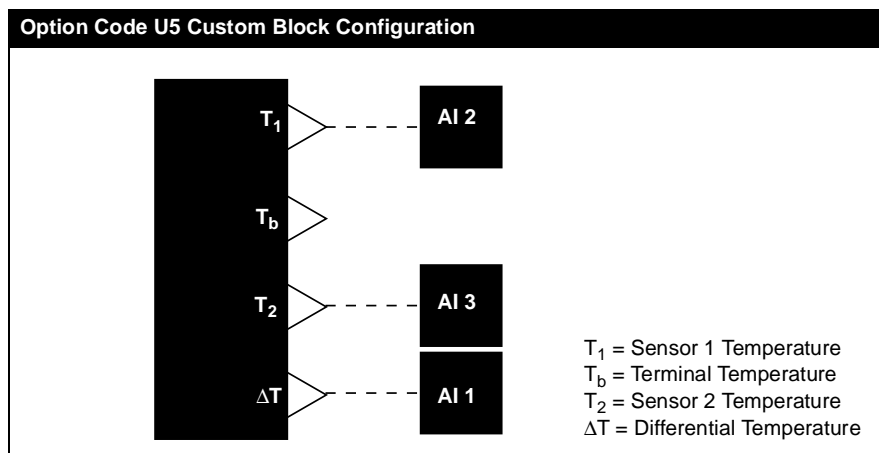 Option Code U5 Custom Block Configuration
T1 AI 2
Tb
T2 AI 3
ΔT AI 1
T1 = Sensor 1 Temperature
Tb = Terminal Temperature
T2 = Sensor 2 Temperature
ΔT = Differential Temperature